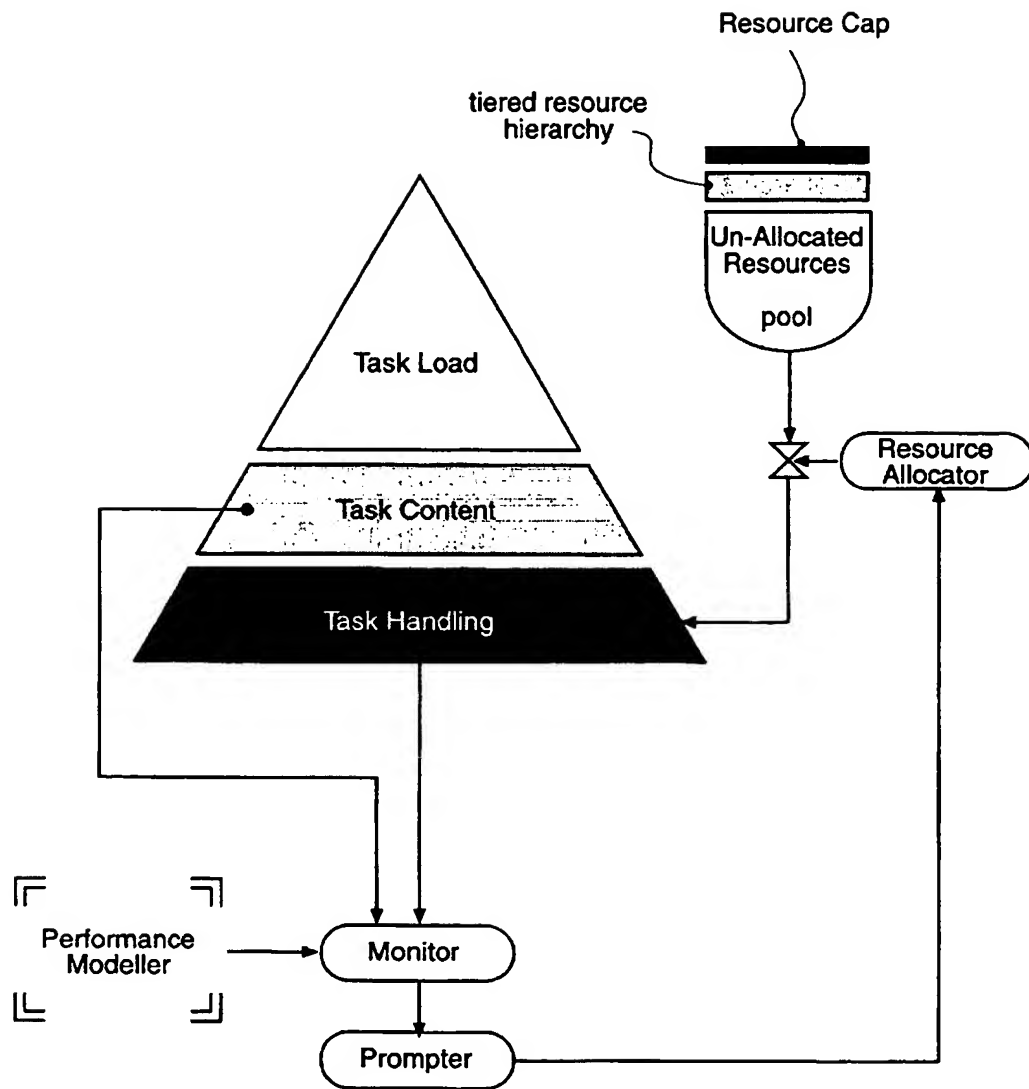 Resource Cap
tiered resource
hierarchy
Un-Allocated
Resources
pool
Task Load
Resource
Allocator
Task Content
Task Handling
Performance
Modeller
Monitor
Prompter